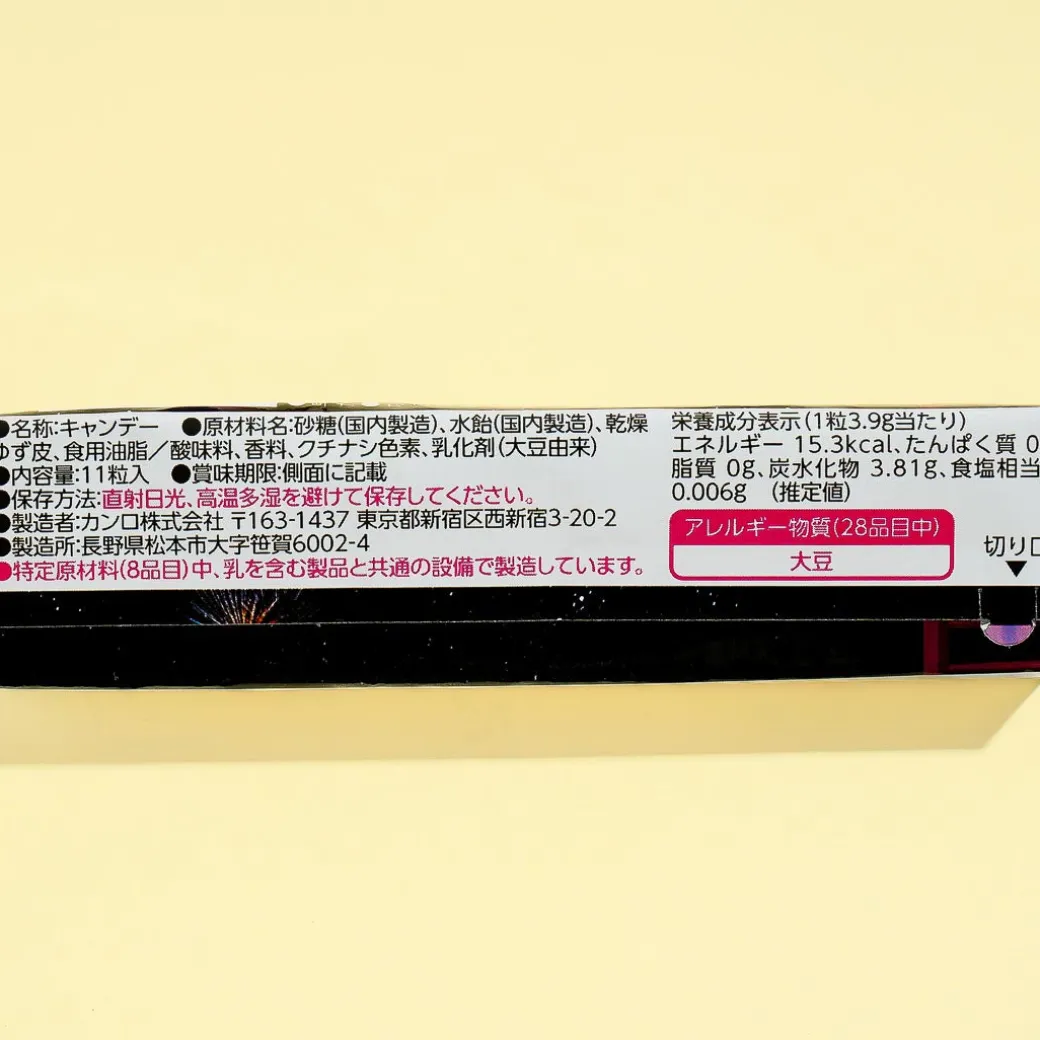 ●名称:キャンデー ●原材料名:砂糖(国内製造)、水飴(国内製造)、乾燥
ゆず皮、食用油脂／酸味料、香料、クチナシ色素、乳化剤(大豆由来)
●内容量:11粒入 ●賞味期限:側面に記載
●保存方法:直射日光、高温多湿を避けて保存してください。
●製造者:カンロ株式会社 〒163-1437 東京都新宿区西新宿3-20-2
●製造所:長野県松本市大字笹賀6002-4
●特定原材料(8品目)中、乳を含む製品と共通の設備で製造しています。
栄養成分表示(1粒3.9g当たり)
エネルギー 15.3kcal、たんぱく質 0
脂質 0g、炭水化物 3.81g、食塩相当
0.006g (推定値)
アレルギー物質(28品目中)
大豆
切り口
▼